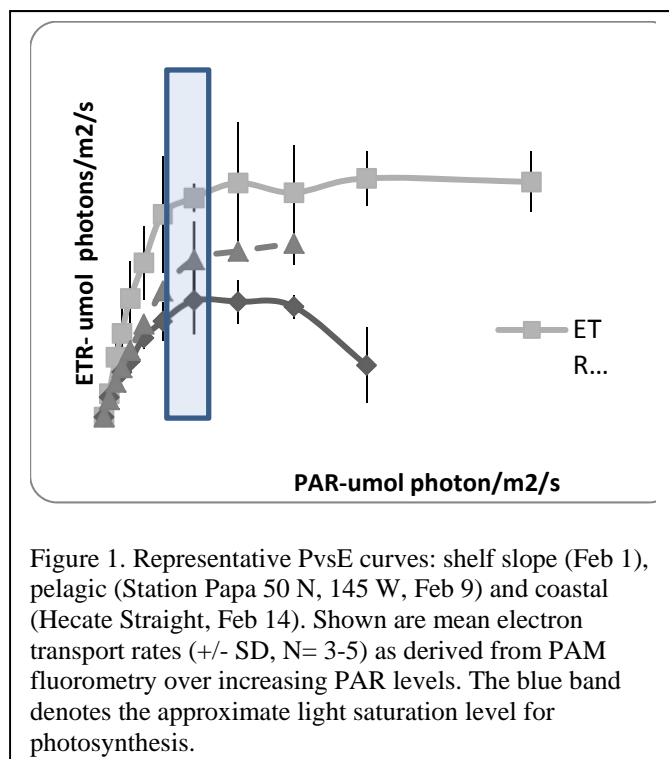 ETR- umol photons/m2/s
ET
R...
PAR-umol photon/m2/s
Figure 1. Representative PvsE curves: shelf slope (Feb 1),
pelagic (Station Papa 50 N, 145 W, Feb 9) and coastal
(Hecate Straight, Feb 14). Shown are mean electron
transport rates (+/- SD, N= 3-5) as derived from PAM
fluorometry over increasing PAR levels. The blue band
denotes the approximate light saturation level for
photosynthesis.